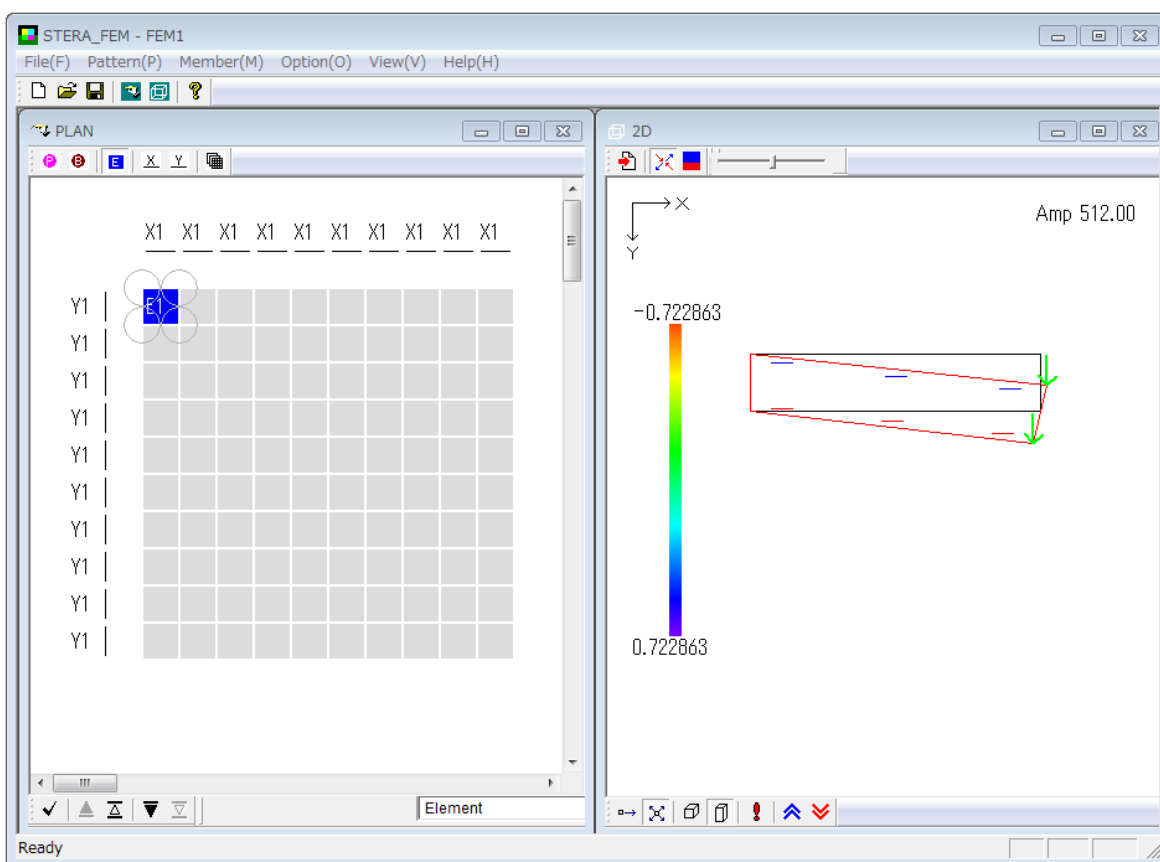 STERA_FEM - FEM1
File(F) Pattern(P) Member(M) Option(O) View(V) Help(H)
PLAN
P B E X Y
X1 X1 X1 X1 X1 X1 X1 X1 X1 X1
Y1 E1
Y1
Y1
Y1
Y1
Y1
Y1
Y1
Y1
Y1
Element
2D
X
Y
Amp 512.00
-0.722863
0.722863
Ready